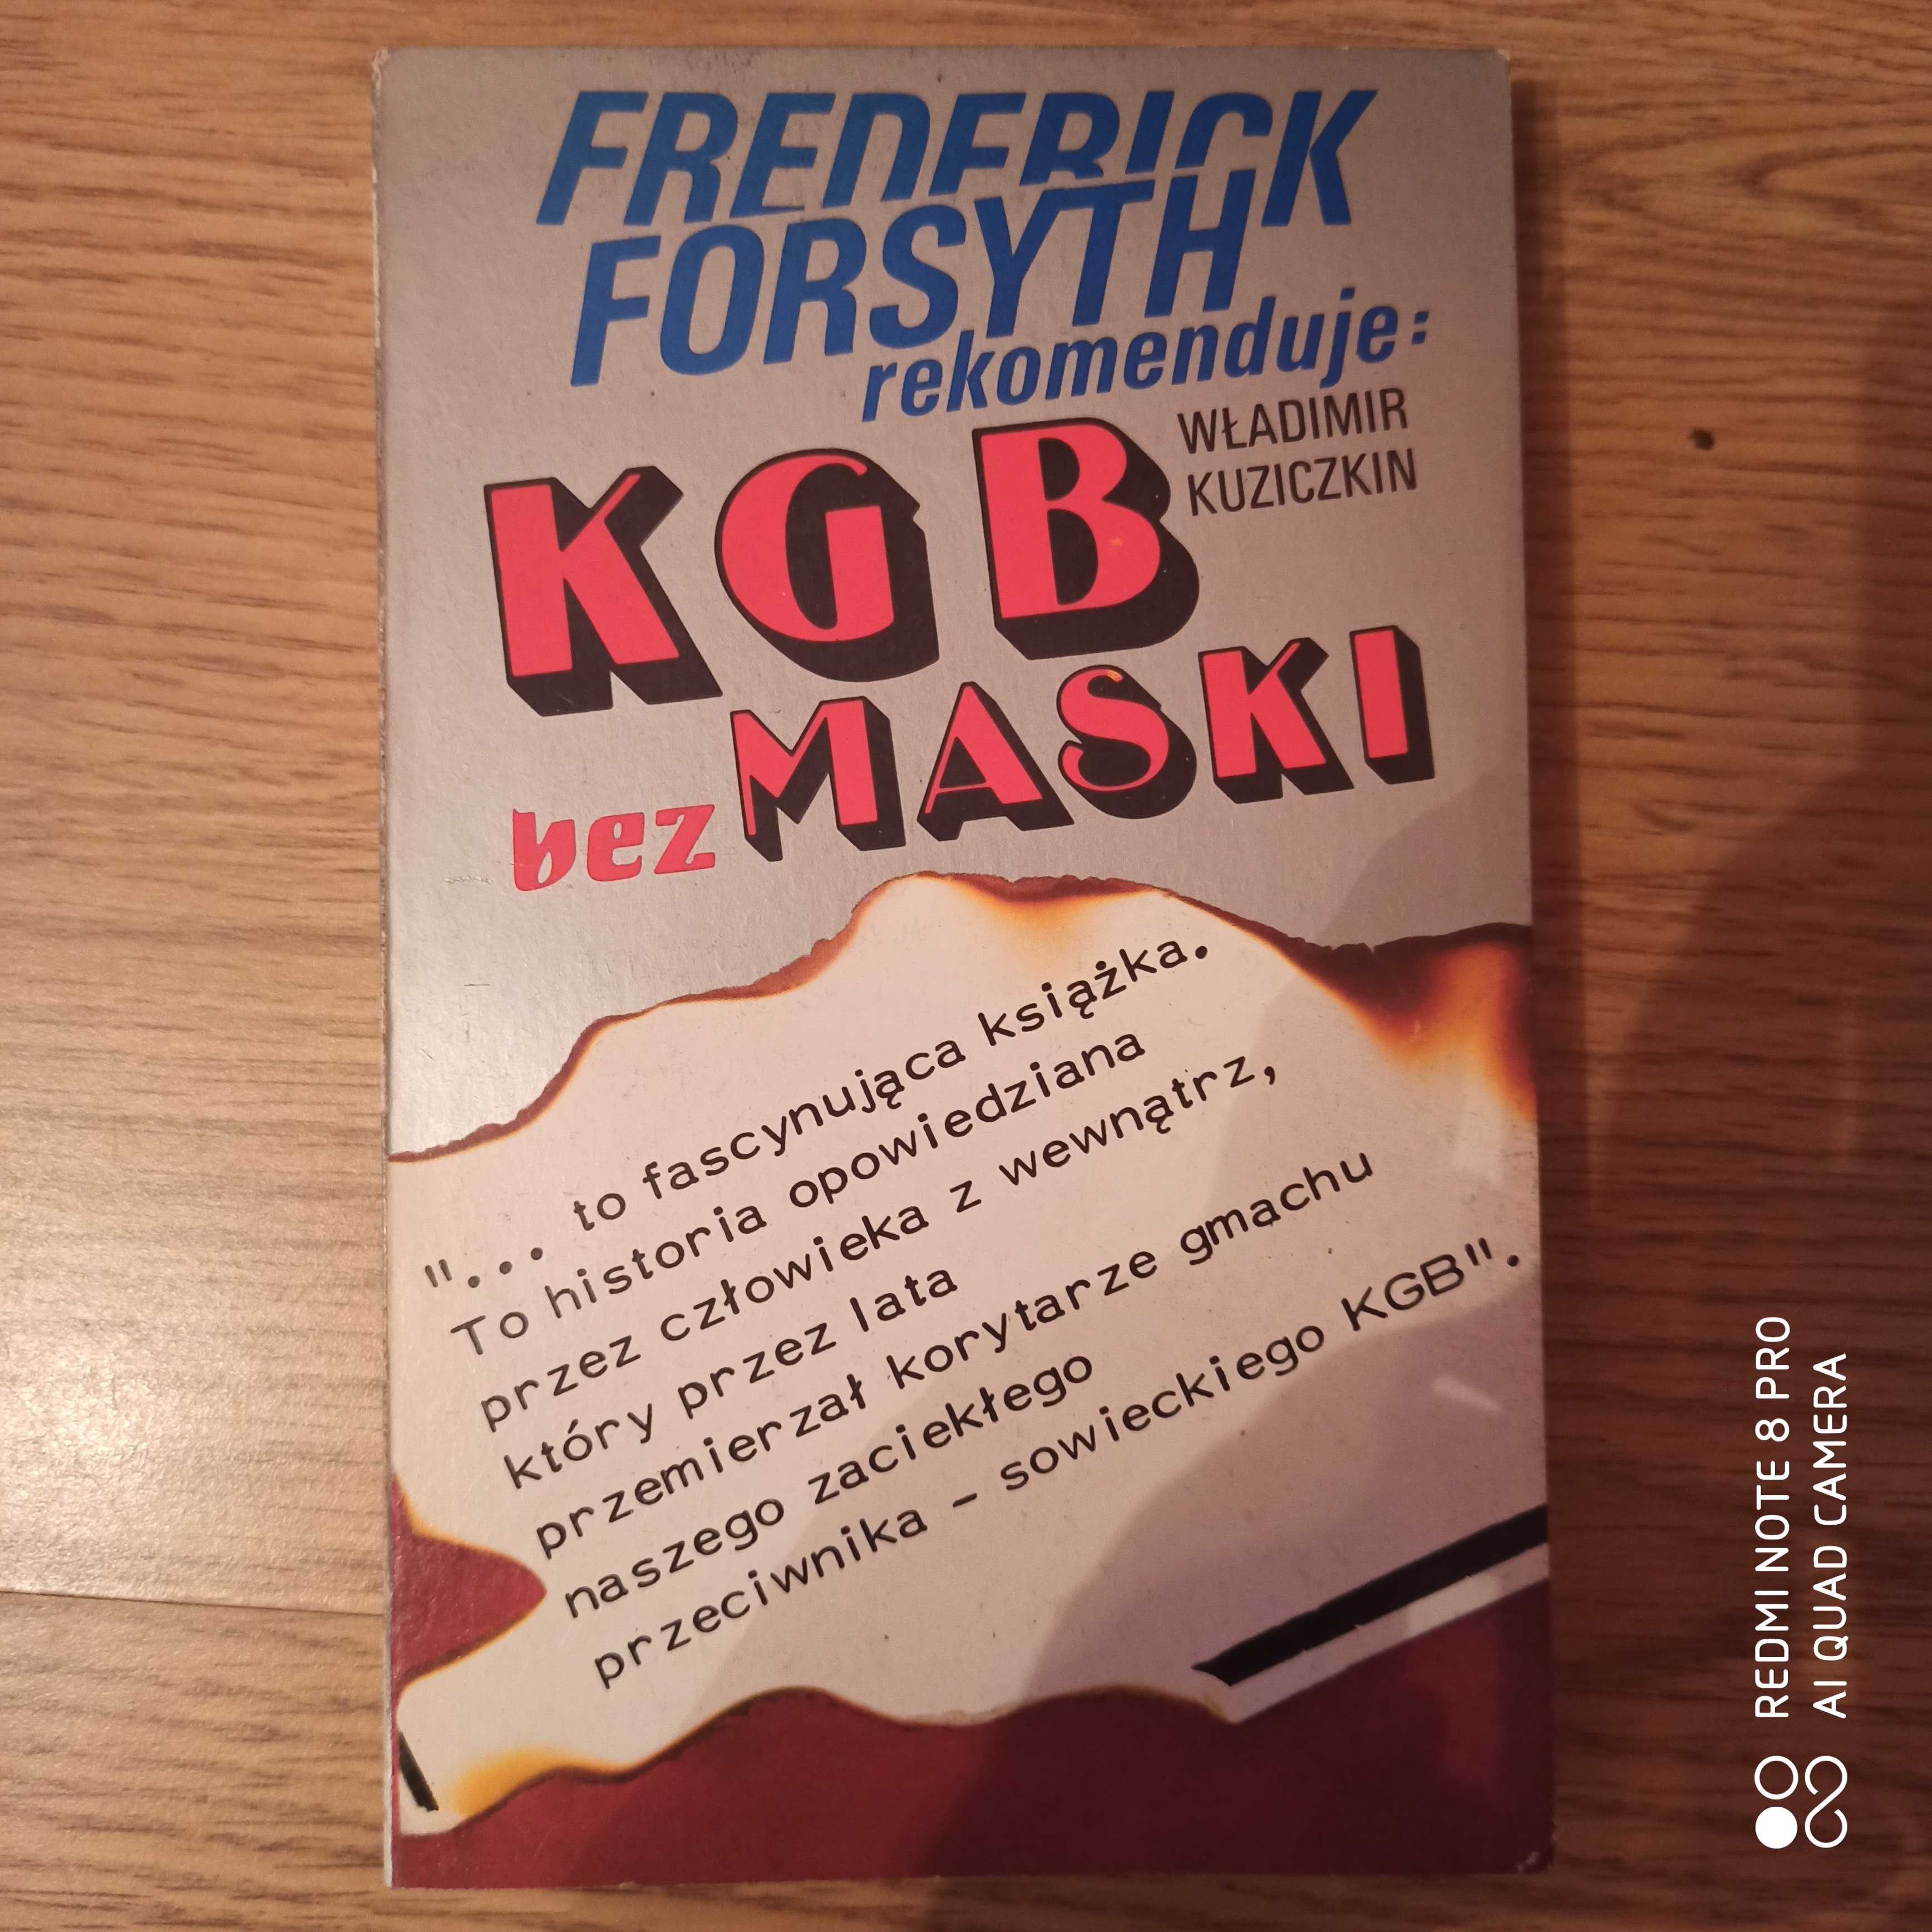 FREDERICK
FORSYTH
rekomenduje:
WŁADIMIR
KUZICZKIN
KGB
bez MASKI
"... to fascynująca książka.
To historia opowiedziana
przez człowieka z wewnątrz,
który przez lata
przemierzał korytarze gmachu
naszego zaciekłego
przeciwnika – sowieckiego KGB".
REDMI NOTE 8 PRO
AI QUAD CAMERA